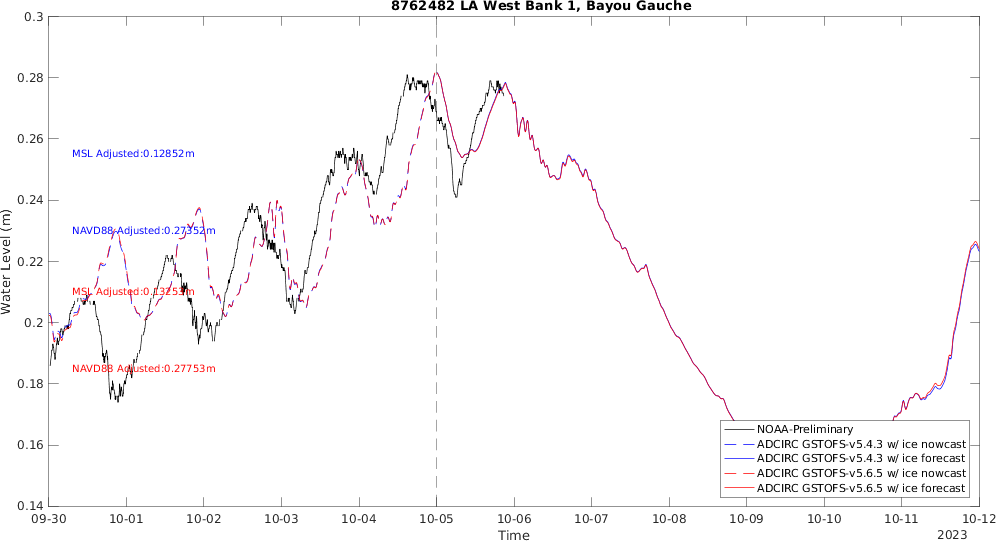 8762482 LA West Bank 1, Bayou Gauche
0.3
0.28
0.26
0.24
0.22
0.2
0.18
0.16
0.14
Water Level (m)
MSL Adjusted:0.12852m
NAVD88 Adjusted:0.27352m
MSL Adjusted:0.13253m
NAVD88 Adjusted:0.27753m
NOAA-Preliminary
ADCIRC GSTOFS-v5.4.3 w/ ice nowcast
ADCIRC GSTOFS-v5.4.3 w/ ice forecast
ADCIRC GSTOFS-v5.6.5 w/ ice nowcast
ADCIRC GSTOFS-v5.6.5 w/ ice forecast
09-30 10-01 10-02 10-03 10-04 10-05 10-06 10-07 10-08 10-09 10-10 10-11 10-12
Time
2023